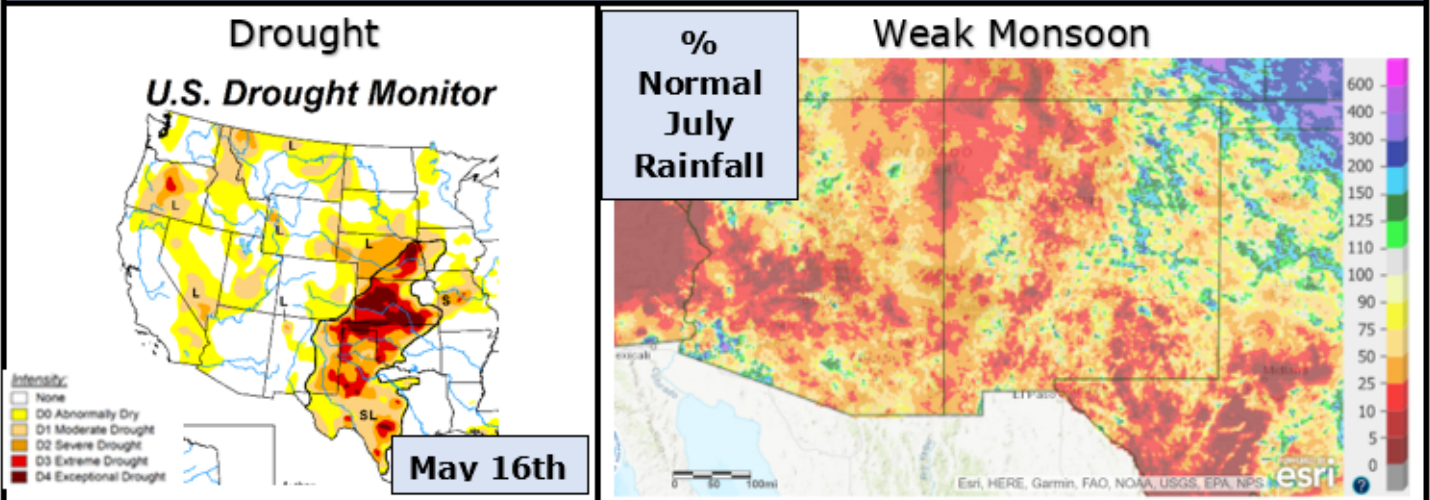 Drought
U.S. Drought Monitor
L
L
L
L
L
L
L
S
SL
Intensity:
None
D0 Abnormally Dry
D1 Moderate Drought
D2 Severe Drought
D3 Extreme Drought
D4 Exceptional Drought
May 16th
%
Normal
July
Rainfall
Weak Monsoon
600
400
300
200
150
125
110
100
90
75
50
25
10
5
0
exicali
El Paso
0 50 100mi
Esri, HERE, Garmin, FAO, NOAA, USGS, EPA, NPS
POWERED BY
esri
?